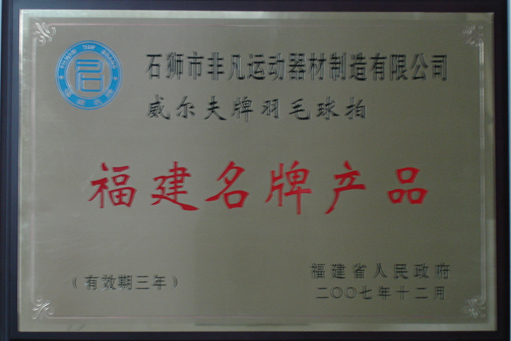 石狮市非凡运动器材制造有限公司
威尔夫牌羽毛球拍
福建名牌产品
（有效期三年）
福建省人民政府
二〇〇七年十二月